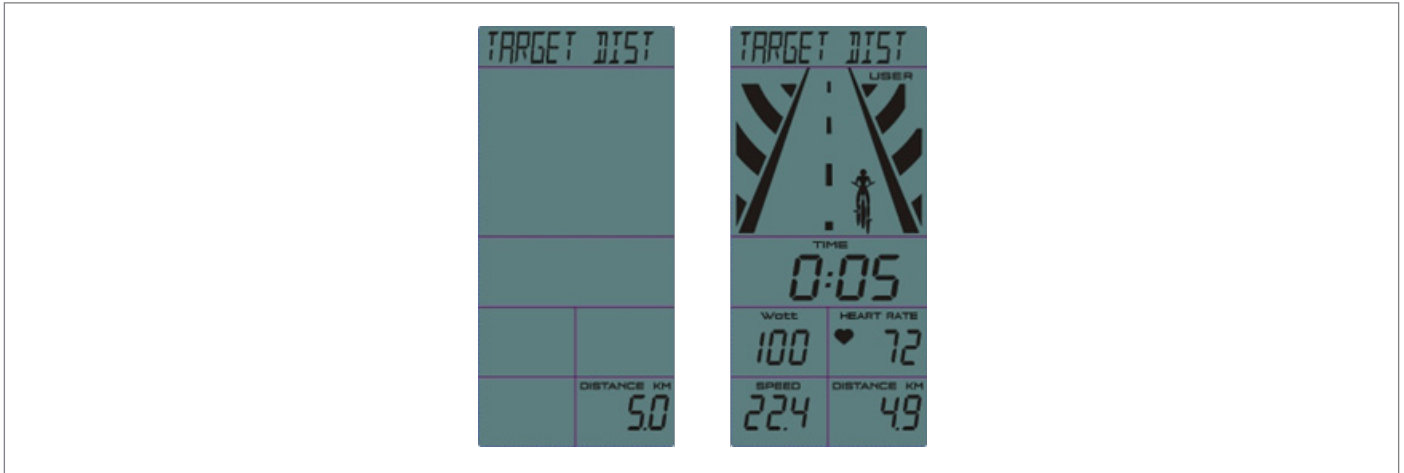 TARGET DIST
DISTANCE KM
5.0
TARGET DIST
USER
TIME
0:05
Watt HEART RATE
100 72
SPEED DISTANCE KM
22.4 4.9